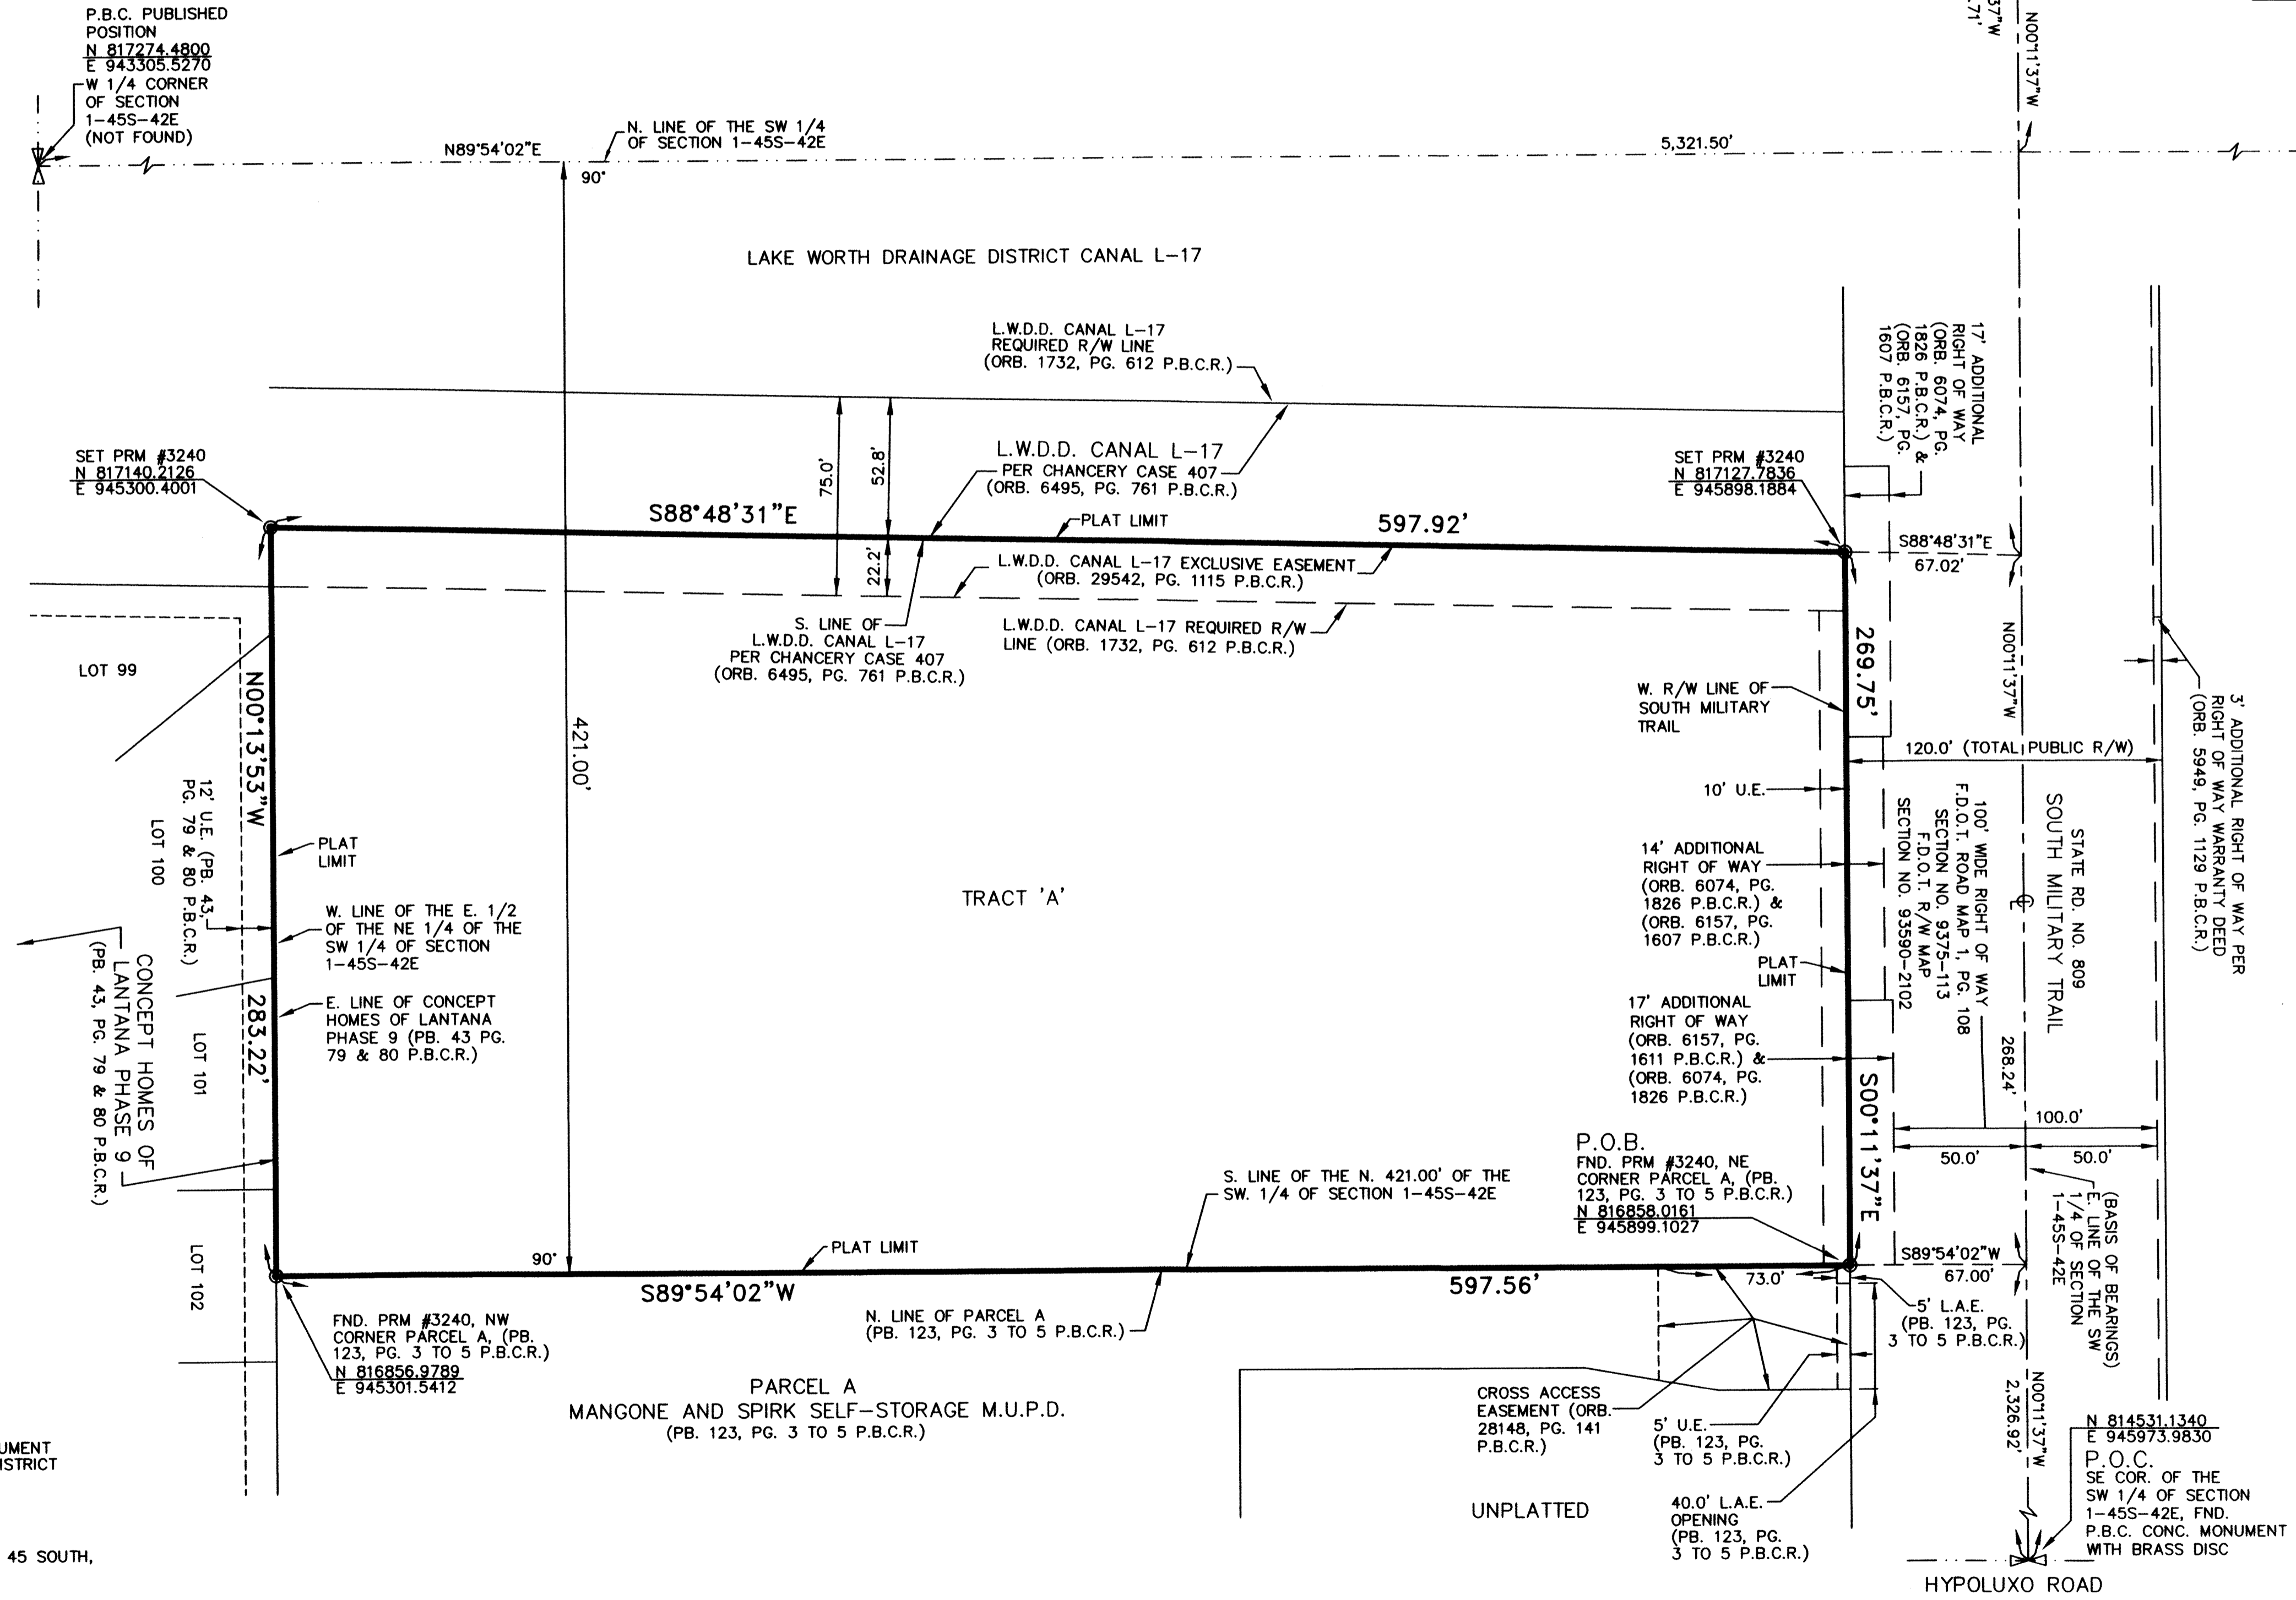 P.B.C. PUBLISHED
POSITION
N 817274.4800
E 943305.5270
W 1/4 CORNER
OF SECTION
1-45S-42E
(NOT FOUND)
N89°54'02"E
N. LINE OF THE SW 1/4
OF SECTION 1-45S-42E
5,321.50'
37"W
.71'
N00°11'37"W
90°
LAKE WORTH DRAINAGE DISTRICT CANAL L-17
L.W.D.D. CANAL L-17
REQUIRED R/W LINE
(ORB. 1732, PG. 612 P.B.C.R.)
17' ADDITIONAL
RIGHT OF WAY
(ORB. 6074, PG.
1826 P.B.C.R.) &
(ORB. 6157, PG.
1607 P.B.C.R.)
75.0'
52.8'
22.2'
L.W.D.D. CANAL L-17
PER CHANCERY CASE 407
(ORB. 6495, PG. 761 P.B.C.R.)
SET PRM #3240
N 817140.2126
E 945300.4001
SET PRM #3240
N 817127.7836
E 945898.1884
S88°48'31"E
PLAT LIMIT
597.92'
S88°48'31"E
67.02'
L.W.D.D. CANAL L-17 EXCLUSIVE EASEMENT
(ORB. 29542, PG. 1115 P.B.C.R.)
S. LINE OF
L.W.D.D. CANAL L-17
PER CHANCERY CASE 407
(ORB. 6495, PG. 761 P.B.C.R.)
L.W.D.D. CANAL L-17 REQUIRED R/W
LINE (ORB. 1732, PG. 612 P.B.C.R.)
LOT 99
N00°13'53"W
283.22'
421.00'
W. R/W LINE OF
SOUTH MILITARY
TRAIL
269.75'
N00°11'37"W
3' ADDITIONAL RIGHT OF WAY PER
RIGHT OF WAY WARRANTY DEED
(ORB. 5949, PG. 1129 P.B.C.R.)
120.0' (TOTAL PUBLIC R/W)
10' U.E.
12' U.E. (PB. 43,
PG. 79 & 80 P.B.C.R.)
LOT 100
PLAT
LIMIT
W. LINE OF THE E. 1/2
OF THE NE 1/4 OF THE
SW 1/4 OF SECTION
1-45S-42E
TRACT 'A'
14' ADDITIONAL
RIGHT OF WAY
(ORB. 6074, PG.
1826 P.B.C.R.) &
(ORB. 6157, PG.
1607 P.B.C.R.)
PLAT
LIMIT
STATE RD. NO. 809
SOUTH MILITARY TRAIL
100' WIDE RIGHT OF WAY
F.D.O.T. ROAD MAP 1, PG. 108
SECTION NO. 9375-113
F.D.O.T. R/W MAP
SECTION NO. 93590-2102
268.24'
CONCEPT HOMES OF
LANTANA PHASE 9
(PB. 43, PG. 79 & 80 P.B.C.R.)
E. LINE OF CONCEPT
HOMES OF LANTANA
PHASE 9 (PB. 43 PG.
79 & 80 P.B.C.R.)
LOT 101
17' ADDITIONAL
RIGHT OF WAY
(ORB. 6157, PG.
1611 P.B.C.R.) &
(ORB. 6074, PG.
1826 P.B.C.R.)
S00°11'37"E
100.0'
50.0'
50.0'
P.O.B.
FND. PRM #3240, NE
CORNER PARCEL A, (PB.
123, PG. 3 TO 5 P.B.C.R.)
N 816858.0161
E 945899.1027
S. LINE OF THE N. 421.00' OF THE
SW. 1/4 OF SECTION 1-45S-42E
(BASIS OF BEARINGS)
E. LINE OF THE SW
1/4 OF SECTION
1-45S-42E
LOT 102
90°
PLAT LIMIT
S89°54'02"W
597.56'
73.0'
S89°54'02"W
67.00'
FND. PRM #3240, NW
CORNER PARCEL A, (PB.
123, PG. 3 TO 5 P.B.C.R.)
N 816856.9789
E 945301.5412
N. LINE OF PARCEL A
(PB. 123, PG. 3 TO 5 P.B.C.R.)
5' L.A.E.
(PB. 123, PG.
3 TO 5 P.B.C.R.)
PARCEL A
MANGONE AND SPIRK SELF-STORAGE M.U.P.D.
(PB. 123, PG. 3 TO 5 P.B.C.R.)
CROSS ACCESS
EASEMENT (ORB.
28148, PG. 141
P.B.C.R.)
5' U.E.
(PB. 123, PG.
3 TO 5 P.B.C.R.)
N00°11'37"W
2,326.92'
N 814531.1340
E 945973.9830
P.O.C.
SE COR. OF THE
SW 1/4 OF SECTION
1-45S-42E, FND.
P.B.C. CONC. MONUMENT
WITH BRASS DISC
UMENT
ISTRICT
UNPLATTED
40.0' L.A.E.
OPENING
(PB. 123, PG.
3 TO 5 P.B.C.R.)
45 SOUTH,
HYPOLUXO ROAD